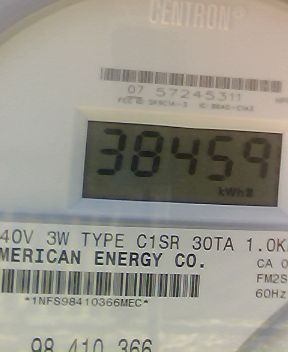 CENTRON®
07 57245311
38459
kWh
40V 3W TYPE C1SR 30TA 1.0K
MERICAN ENERGY CO.
CA 0
FM2S
*1NFS98410366MEC*
60Hz
98 410 366